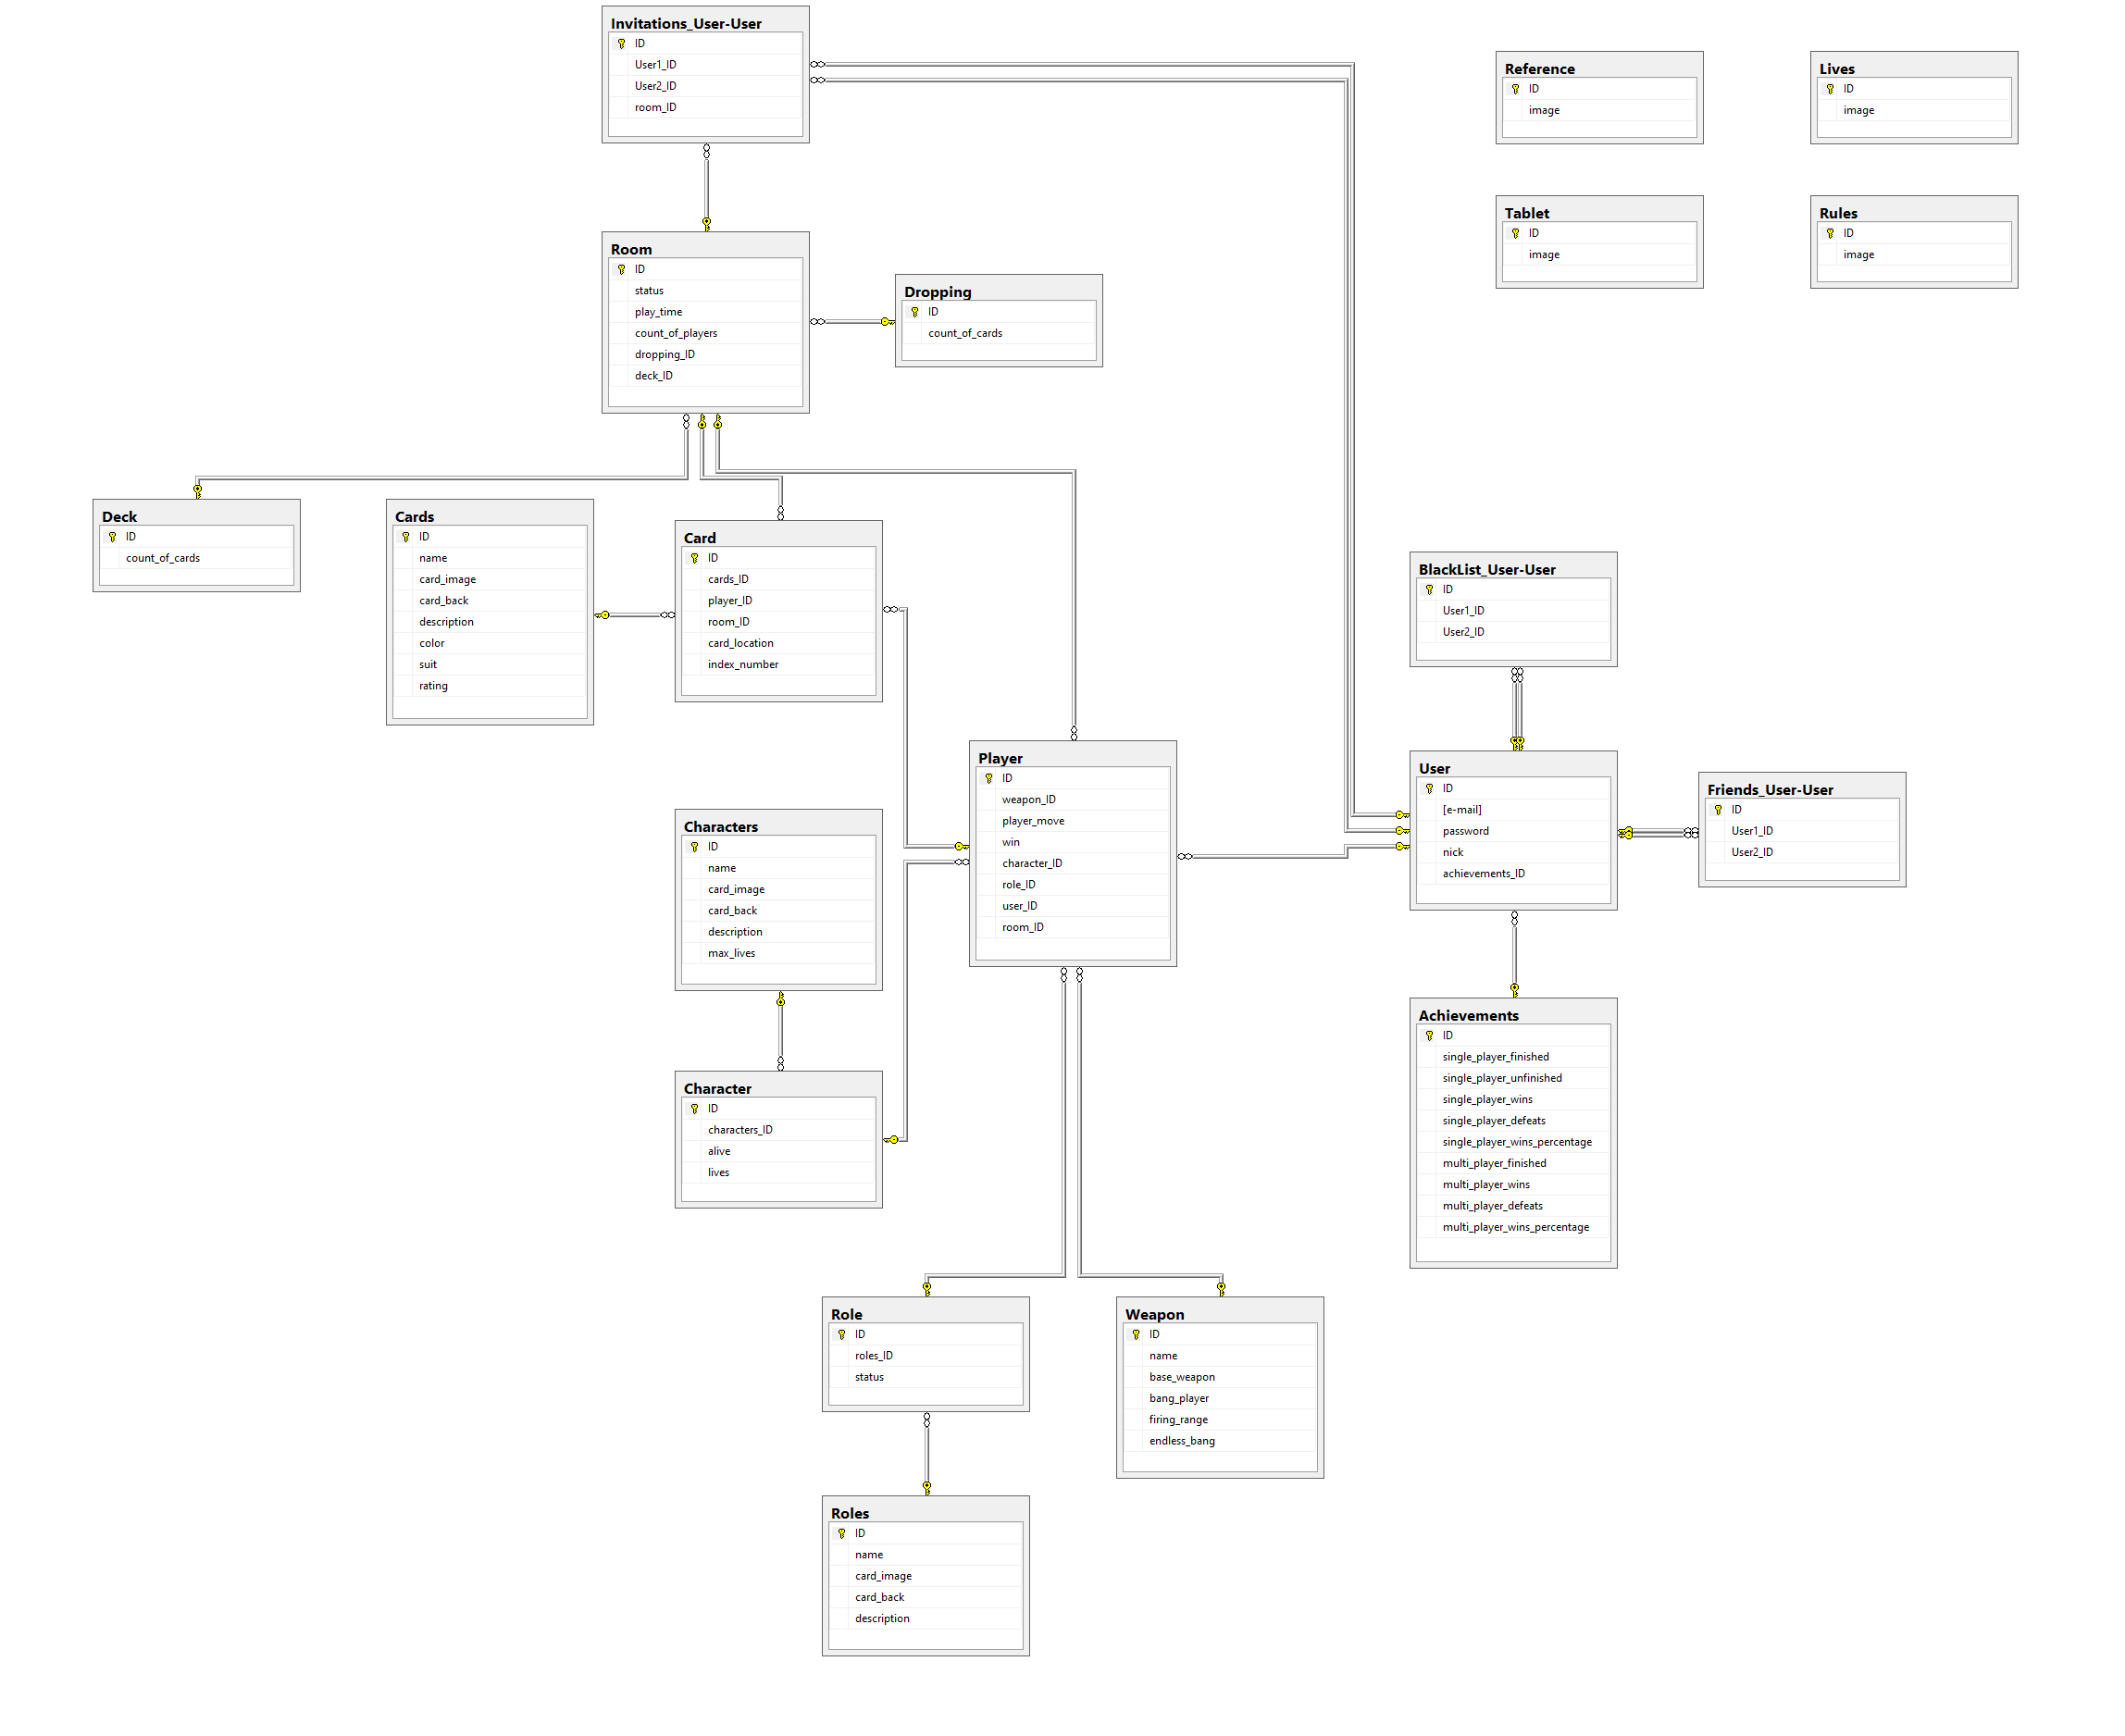 Invitations_User-User
ID
User1_ID
User2_ID
room_ID
Reference
ID
image
Lives
ID
image
Tablet
ID
image
Rules
ID
image
Room
ID
status
play_time
count_of_players
dropping_ID
deck_ID
Dropping
ID
count_of_cards
Deck
ID
count_of_cards
Cards
ID
name
card_image
card_back
description
color
suit
rating
Card
ID
cards_ID
player_ID
room_ID
card_location
index_number
BlackList_User-User
ID
User1_ID
User2_ID
Player
ID
weapon_ID
player_move
win
character_ID
role_ID
user_ID
room_ID
User
ID
[e-mail]
password
nick
achievements_ID
Friends_User-User
ID
User1_ID
User2_ID
Characters
ID
name
card_image
card_back
description
max_lives
Character
ID
characters_ID
alive
lives
Achievements
ID
single_player_finished
single_player_unfinished
single_player_wins
single_player_defeats
single_player_wins_percentage
multi_player_finished
multi_player_wins
multi_player_defeats
multi_player_wins_percentage
Role
ID
roles_ID
status
Weapon
ID
name
base_weapon
bang_player
firing_range
endless_bang
Roles
ID
name
card_image
card_back
description